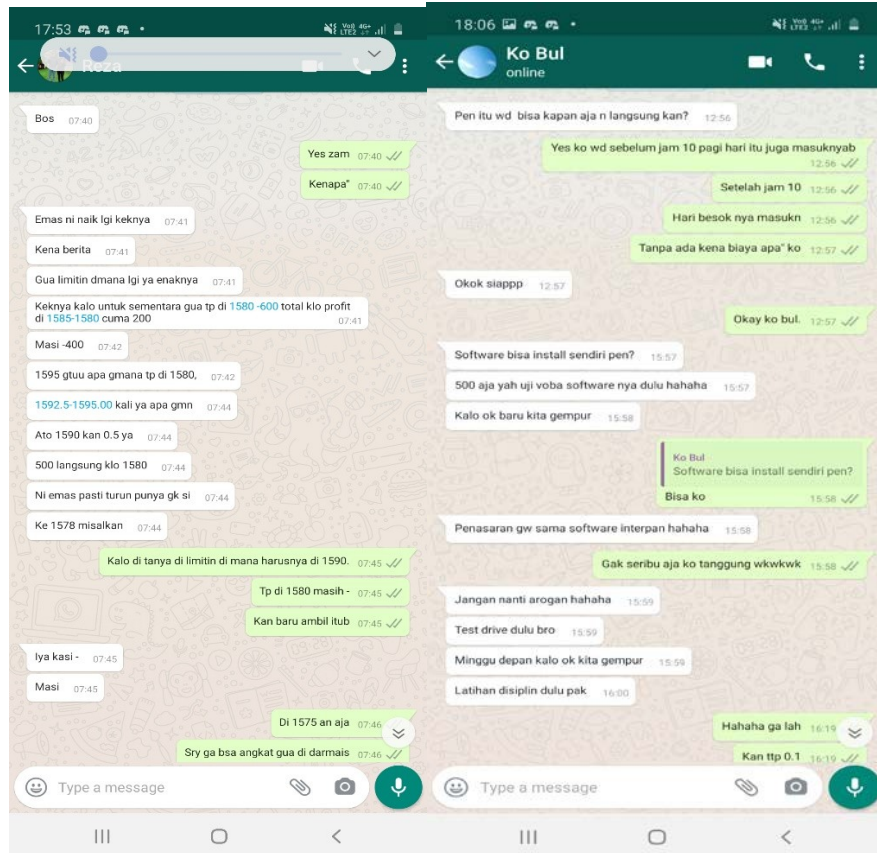 17:53
VoD 4G+
LTE2
Reza
Bos 07:40
Yes zam 07:40
Kenapa" 07:40
Emas ni naik lgi keknya 07:41
Kena berita 07:41
Gua limitin dmana lgi ya enaknya 07:41
Keknya kalo untuk sementara gua tp di 1580 -600 total klo profit
di 1585-1580 cuma 200 07:41
Masi -400 07:42
1595 gtuu apa gmana tp di 1580, 07:42
1592.5-1595.00 kali ya apa gmn 07:44
Ato 1590 kan 0.5 ya 07:44
500 langsung klo 1580 07:44
Ni emas pasti turun punya gk si 07:44
Ke 1578 misalkan 07:44
Kalo di tanya di limitin di mana harusnya di 1590. 07:45
Tp di 1580 masih - 07:45
Kan baru ambil itub 07:45
Iya kasi - 07:45
Masi 07:45
Di 1575 an aja 07:46
Sry ga bsa angkat gua di darmais 07:46
Type a message
18:06
4G+
LTE2
Ko Bul
online
Pen itu wd bisa kapan aja n langsung kan? 12:56
Yes ko wd sebelum jam 10 pagi hari itu juga masuknyab
12:56
Setelah jam 10 12:56
Hari besok nya masukn 12:56
Tanpa ada kena biaya apa" ko 12:57
Okok siappp 12:57
Okay ko bul. 12:57
Software bisa install sendiri pen? 15:57
500 aja yah uji voba software nya dulu hahaha 15:57
Kalo ok baru kita gempur 15:58
Ko Bul
Software bisa install sendiri pen?
Bisa ko 15:58
Penasaran gw sama software interpan hahaha 15:58
Gak seribu aja ko tanggung wkwkwk 15:58
Jangan nanti arogan hahaha 15:59
Test drive dulu bro 15:59
Minggu depan kalo ok kita gempur 15:59
Latihan disiplin dulu pak 16:00
Hahaha ga lah 16:19
Kan ttp 0.1 16:19
Type a message